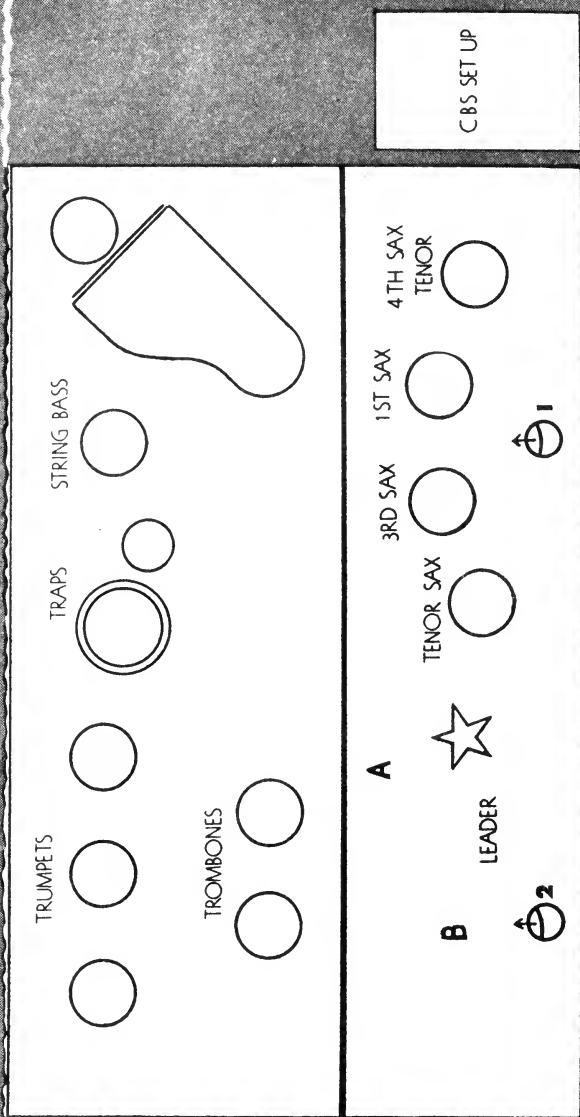 TRUMPETS
TRAPS
STRING BASS
TROMBONES
A
B
LEADER
TENOR SAX
3RD SAX
1ST SAX
4TH SAX
TENOR
2
1
CBS SET UP